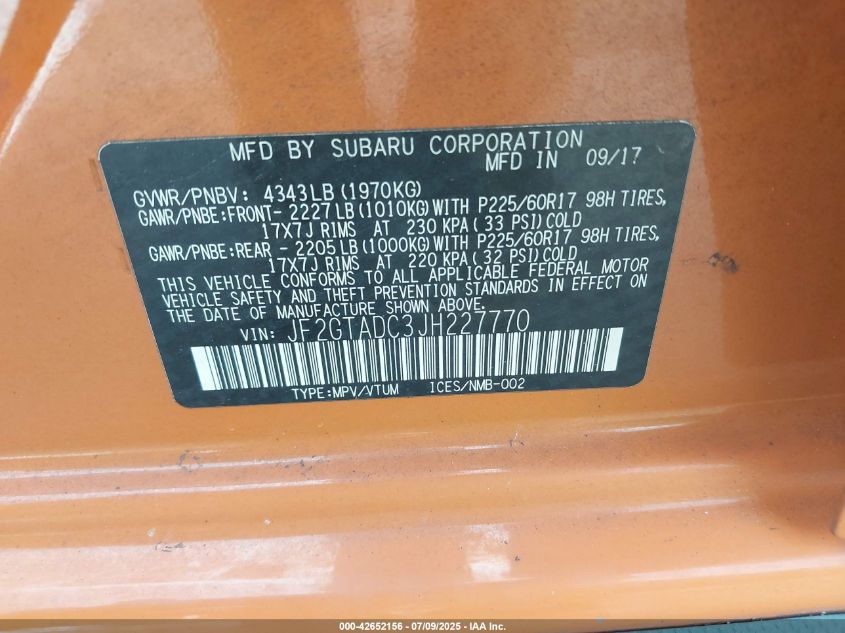 MFD BY SUBARU CORPORATION
MFD IN 09/17
GVWR/PNBV: 4343LB(1970KG)
GAWR/PNBE:FRONT-2227LB(1010KG)WITH P225/60R17 98H TIRES,
17X7J RIMS AT 230 KPA(33 PSI)COLD
GAWR/PNBE:REAR -2205LB(1000KG)WITH P225/60R17 98H TIRES,
17X7J RIMS AT 220 KPA(32 PSI)COLD
THIS VEHICLE CONFORMS TO ALL APPLICABLE FEDERAL MOTOR
VEHICLE SAFETY AND THEFT PREVENTION STANDARDS IN EFFECT ON
THE DATE OF MANUFACTURE SHOWN ABOVE.
VIN: JF2GTADC3JH227770
TYPE:MPV/VTUM ICES/NMB-002
000-42652156 - 07/09/2025 - IAA Inc.